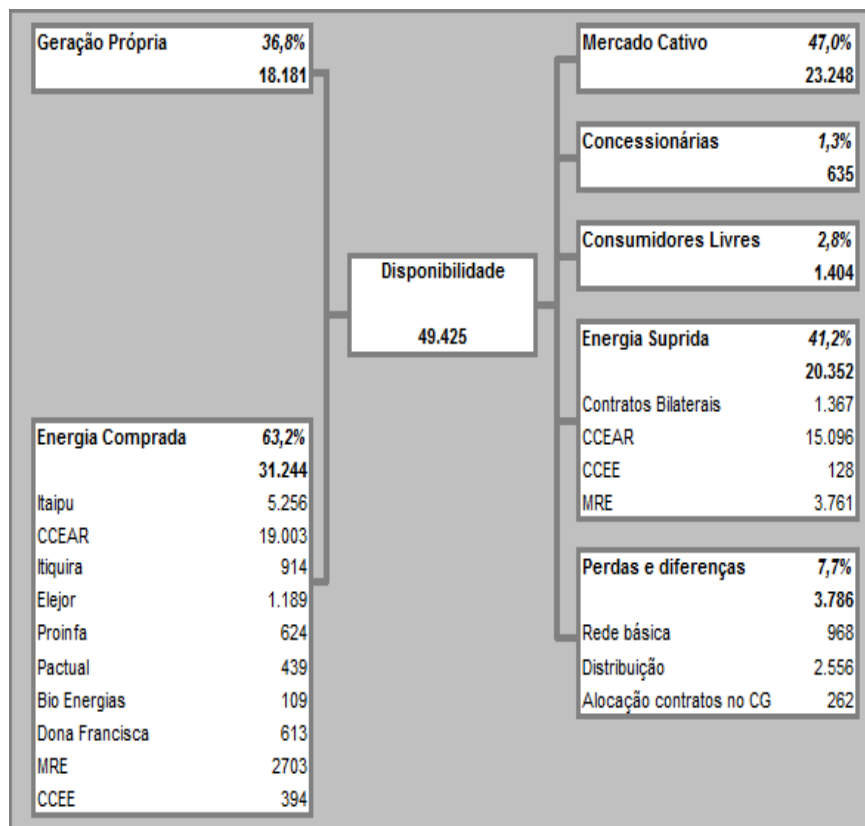 Geração Própria 36,8%
18.181
Energia Comprada 63,2%
31.244
Itaipu 5.256
CCEAR 19.003
Itiquira 914
Elejor 1.189
Proinfa 624
Pactual 439
Bio Energias 109
Dona Francisca 613
MRE 2703
CCEE 394
Disponibilidade
49.425
Mercado Cativo 47,0%
23.248
Concessionárias 1,3%
635
Consumidores Livres 2,8%
1.404
Energia Suprida 41,2%
20.352
Contratos Bilaterais 1.367
CCEAR 15.096
CCEE 128
MRE 3.761
Perdas e diferenças 7,7%
3.786
Rede básica 968
Distribuição 2.556
Alocação contratos no CG 262